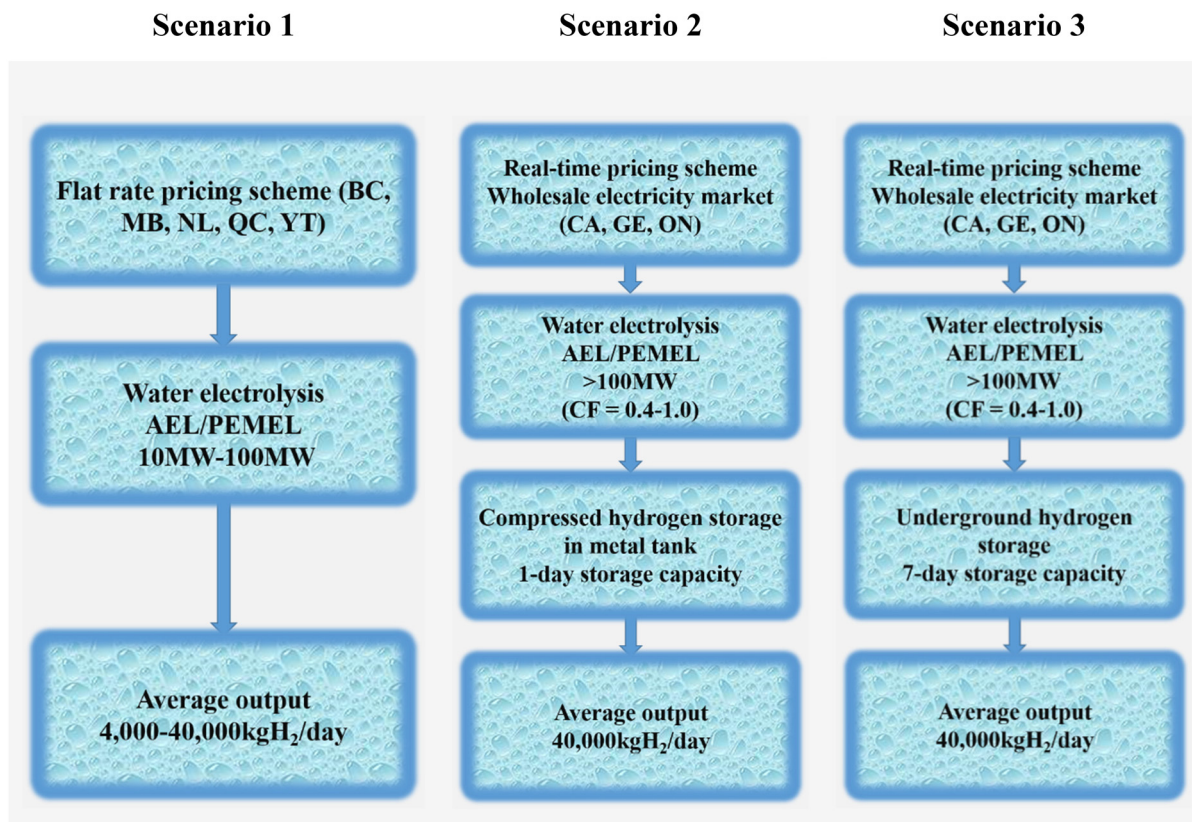 Scenario 1
Flat rate pricing scheme (BC,
MB, NL, QC, YT)
Water electrolysis
AEL/PEMEL
10MW-100MW
Average output
4,000-40,000kgH₂/day
Scenario 2
Real-time pricing scheme
Wholesale electricity market
(CA, GE, ON)
Water electrolysis
AEL/PEMEL
>100MW
(CF = 0.4-1.0)
Compressed hydrogen storage
in metal tank
1-day storage capacity
Average output
40,000kgH₂/day
Scenario 3
Real-time pricing scheme
Wholesale electricity market
(CA, GE, ON)
Water electrolysis
AEL/PEMEL
>100MW
(CF = 0.4-1.0)
Underground hydrogen
storage
7-day storage capacity
Average output
40,000kgH₂/day